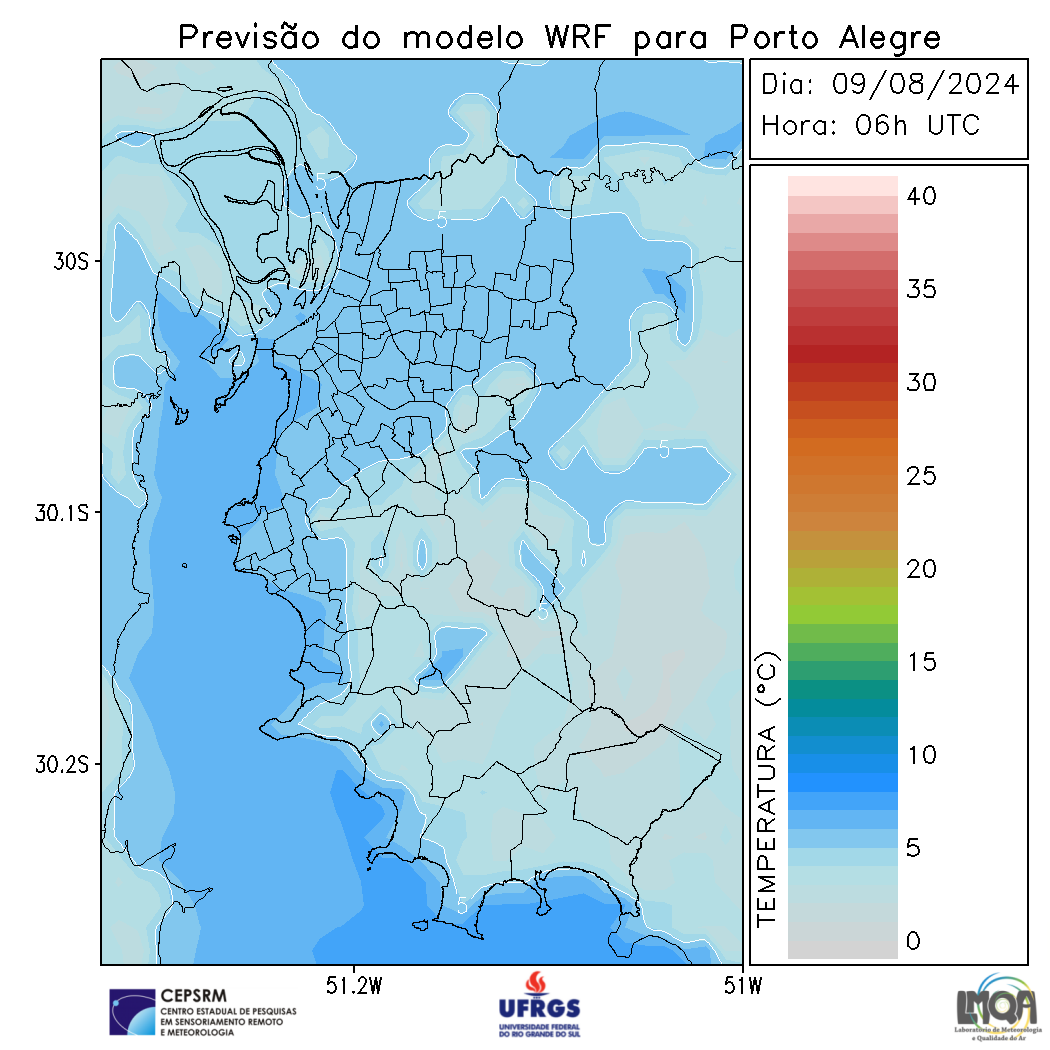 Previsão do modelo WRF para Porto Alegre
Dia: 09/08/2024
Hora: 06h UTC
40
35
30
25
20
15
10
5
0
TEMPERATURA (°C)
30S
30.1S
30.2S
51.2W
51W
5
5
5
5
5
CEPSRM
CENTRO ESTADUAL DE PESQUISAS
EM SENSORIAMENTO REMOTO
E METEOROLOGIA
UFRGS
UNIVERSIDADE FEDERAL
DO RIO GRANDE DO SUL
LMQA
Laboratório de Meteorologia
e Qualidade do Ar